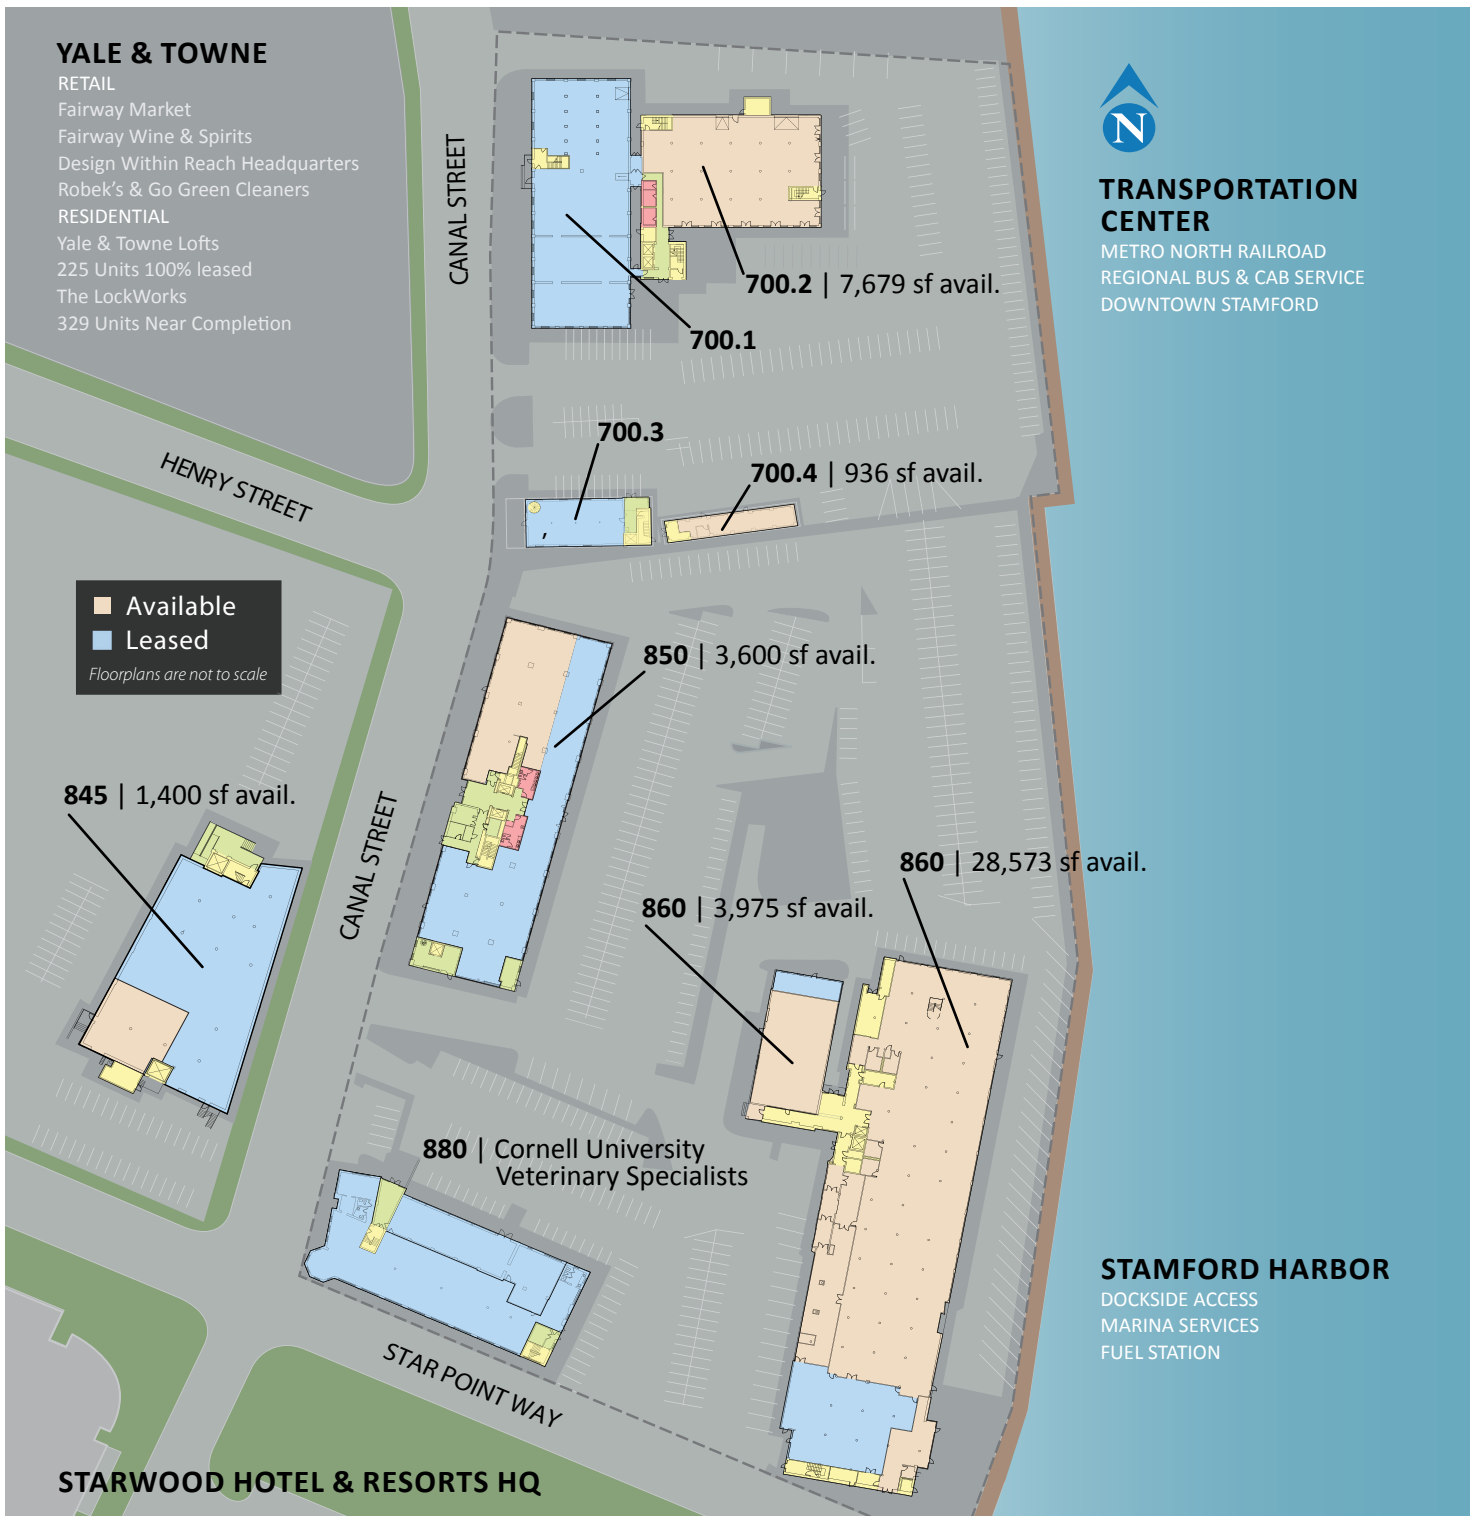 YALE & TOWNE
RETAIL
Fairway Market
Fairway Wine & Spirits
Design Within Reach Headquarters
Robek's & Go Green Cleaners
RESIDENTIAL
Yale & Towne Lofts
225 Units 100% leased
The LockWorks
329 Units Near Completion
CANAL STREET
N
TRANSPORTATION
CENTER
METRO NORTH RAILROAD
REGIONAL BUS & CAB SERVICE
DOWNTOWN STAMFORD
700.2 | 7,679 sf avail.
700.1
700.3
700.4 | 936 sf avail.
HENRY STREET
,
Available
Leased
Floorplans are not to scale
850 | 3,600 sf avail.
845 | 1,400 sf avail.
CANAL STREET
860 | 28,573 sf avail.
860 | 3,975 sf avail.
880 | Cornell University
Veterinary Specialists
STAR POINT WAY
STAMFORD HARBOR
DOCKSIDE ACCESS
MARINA SERVICES
FUEL STATION
STARWOOD HOTEL & RESORTS HQ